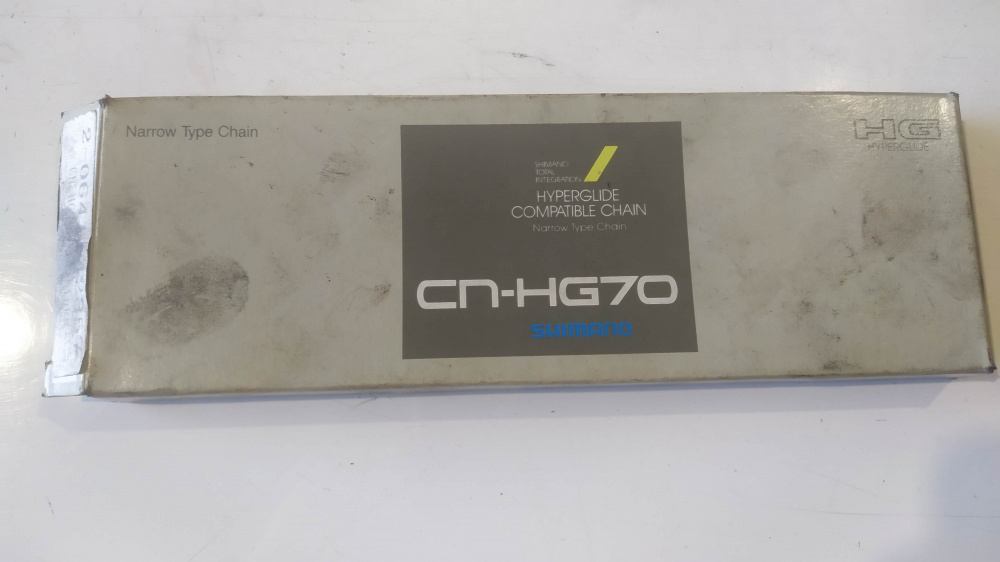 Narrow Type Chain
SHIMANO
TOTAL
INTEGRATION
HYPERGLIDE
COMPATIBLE CHAIN
Narrow Type Chain
CN-HG70
SHIMANO
HG
HYPERGLIDE